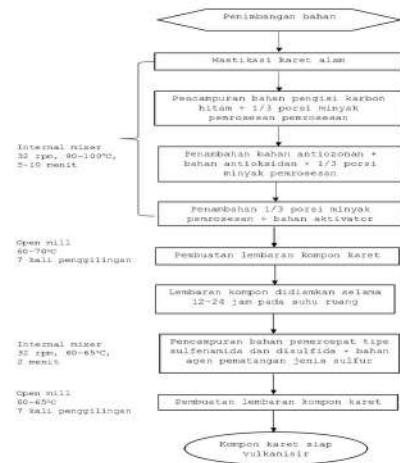 Penimbangan bahan
Mastikasi karet alam
Pencampuran bahan pengisi karbon
hitam + 1/3 porsi minyak
pemrosesan pemrosesan
Internal mixer
32 rpm, 90-100°C,
5-10 menit
Penambahan bahan antiozonan +
bahan antioksidan + 1/3 porsi
minyak pemrosesan
Penambahan 1/3 porsi minyak
pemrosesan + bahan aktivator
Open mill
60-70°C
7 kali penggilingan
Pembuatan lembaran kompon karet
Lembaran kompon didiamkan selama
12-24 jam pada suhu ruang
Internal mixer
32 rpm, 60-65°C,
2 menit
Pencampuran bahan pemercepat tipe
sulfenamida dan disulfida + bahan
agen pematangan jenis sulfur
Open mill
60-65°C
7 kali penggilingan
Pembuatan lembaran kompon karet
Kompon karet siap
vulkanisir